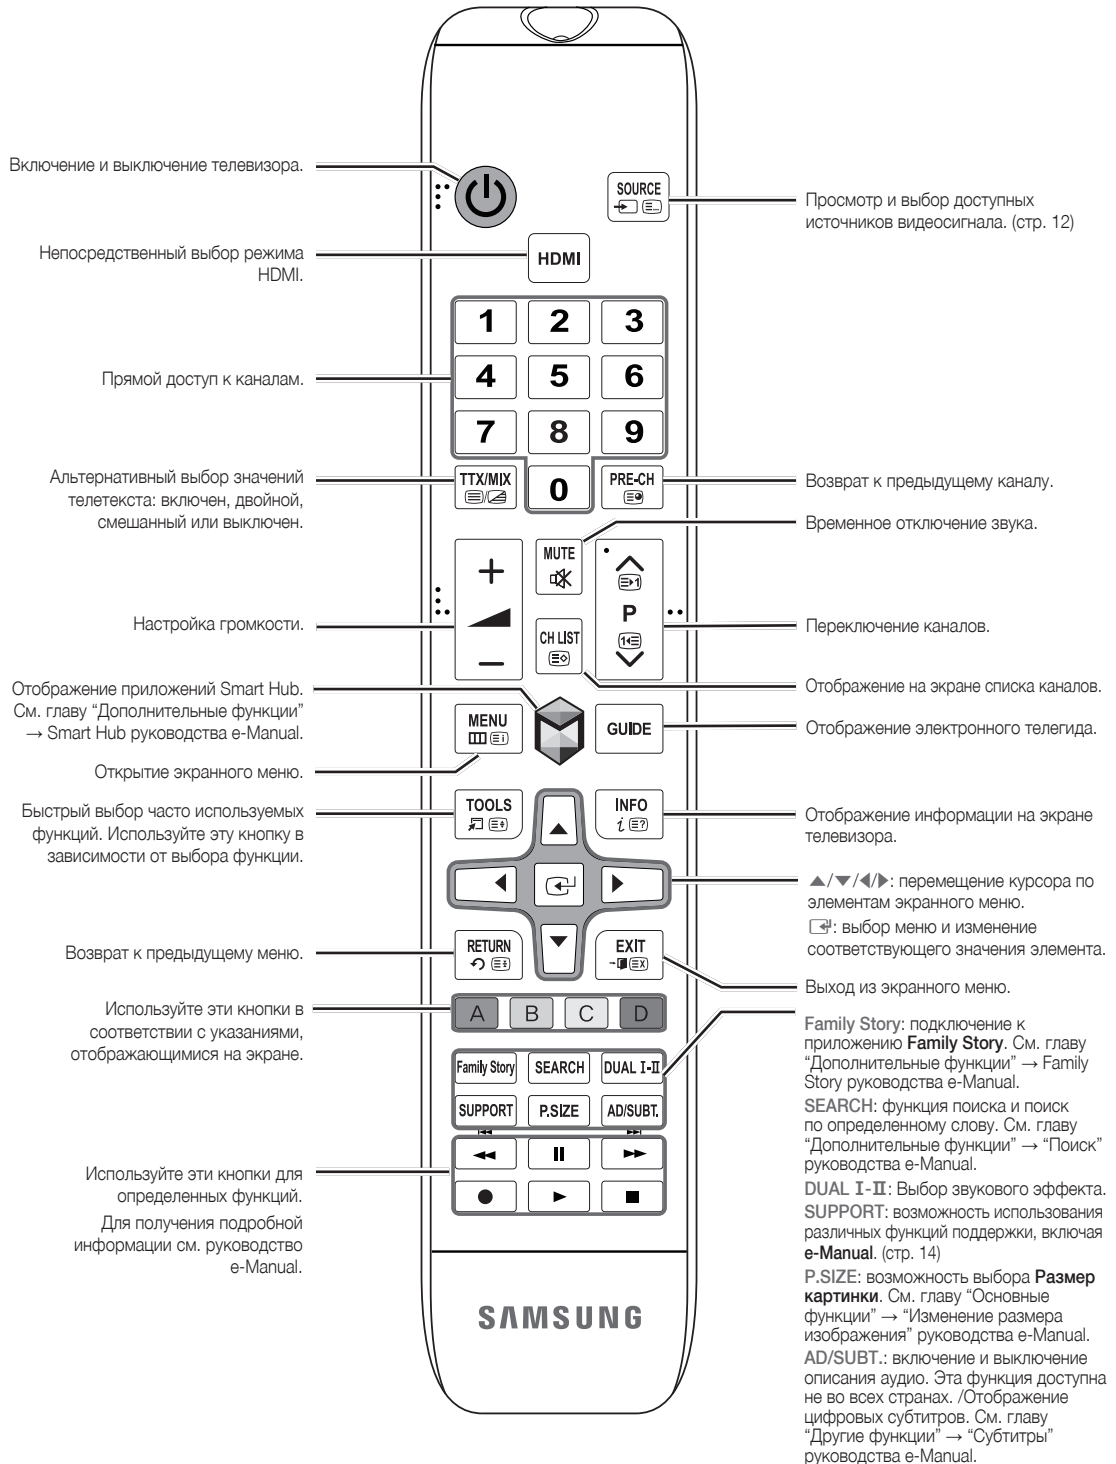 Включение и выключение телевизора.
SOURCE
Просмотр и выбор доступных
источников видеосигнала. (стр. 12)
Непосредственный выбор режима
HDMI.
HDMI
1
2
3
Прямой доступ к каналам.
4
5
6
7
8
9
Альтернативный выбор значений
телетекста: включен, двойной,
смешанный или выключен.
TTX/MIX
0
PRE-CH
Возврат к предыдущему каналу.
Временное отключение звука.
MUTE
P
Настройка громкости.
Переключение каналов.
CH LIST
Отображение на экране списка каналов.
Отображение приложений Smart Hub.
См. главу “Дополнительные функции”
→ Smart Hub руководства e-Manual.
MENU
GUIDE
Отображение электронного телегида.
Открытие экранного меню.
Быстрый выбор часто используемых
функций. Используйте эту кнопку в
зависимости от выбора функции.
TOOLS
INFO
Отображение информации на экране
телевизора.
▲/▼/◀/▶: перемещение курсора по
элементам экранного меню.
: выбор меню и изменение
соответствующего значения элемента.
Возврат к предыдущему меню.
RETURN
EXIT
Выход из экранного меню.
Используйте эти кнопки в
соответствии с указаниями,
отображающимися на экране.
A
B
C
D
Family Story
SEARCH
DUAL I-II
SUPPORT
P.SIZE
AD/SUBT.
Family Story: подключение к
приложению Family Story. См. главу
“Дополнительные функции” → Family
Story руководства e-Manual.
SEARCH: функция поиска и поиск
по определенному слову. См. главу
“Дополнительные функции” → “Поиск”
руководства e-Manual.
DUAL I-II: Выбор звукового эффекта.
SUPPORT: возможность использования
различных функций поддержки, включая
e-Manual. (стр. 14)
P.SIZE: возможность выбора Размер
картинки. См. главу “Основные
функции” → “Изменение размера
изображения” руководства e-Manual.
AD/SUBT.: включение и выключение
описания аудио. Эта функция доступна
не во всех странах. /Отображение
цифровых субтитров. См. главу
“Другие функции” → “Субтитры”
руководства e-Manual.
Используйте эти кнопки для
определенных функций.
Для получения подробной
информации см. руководство
e-Manual.
SAMSUNG